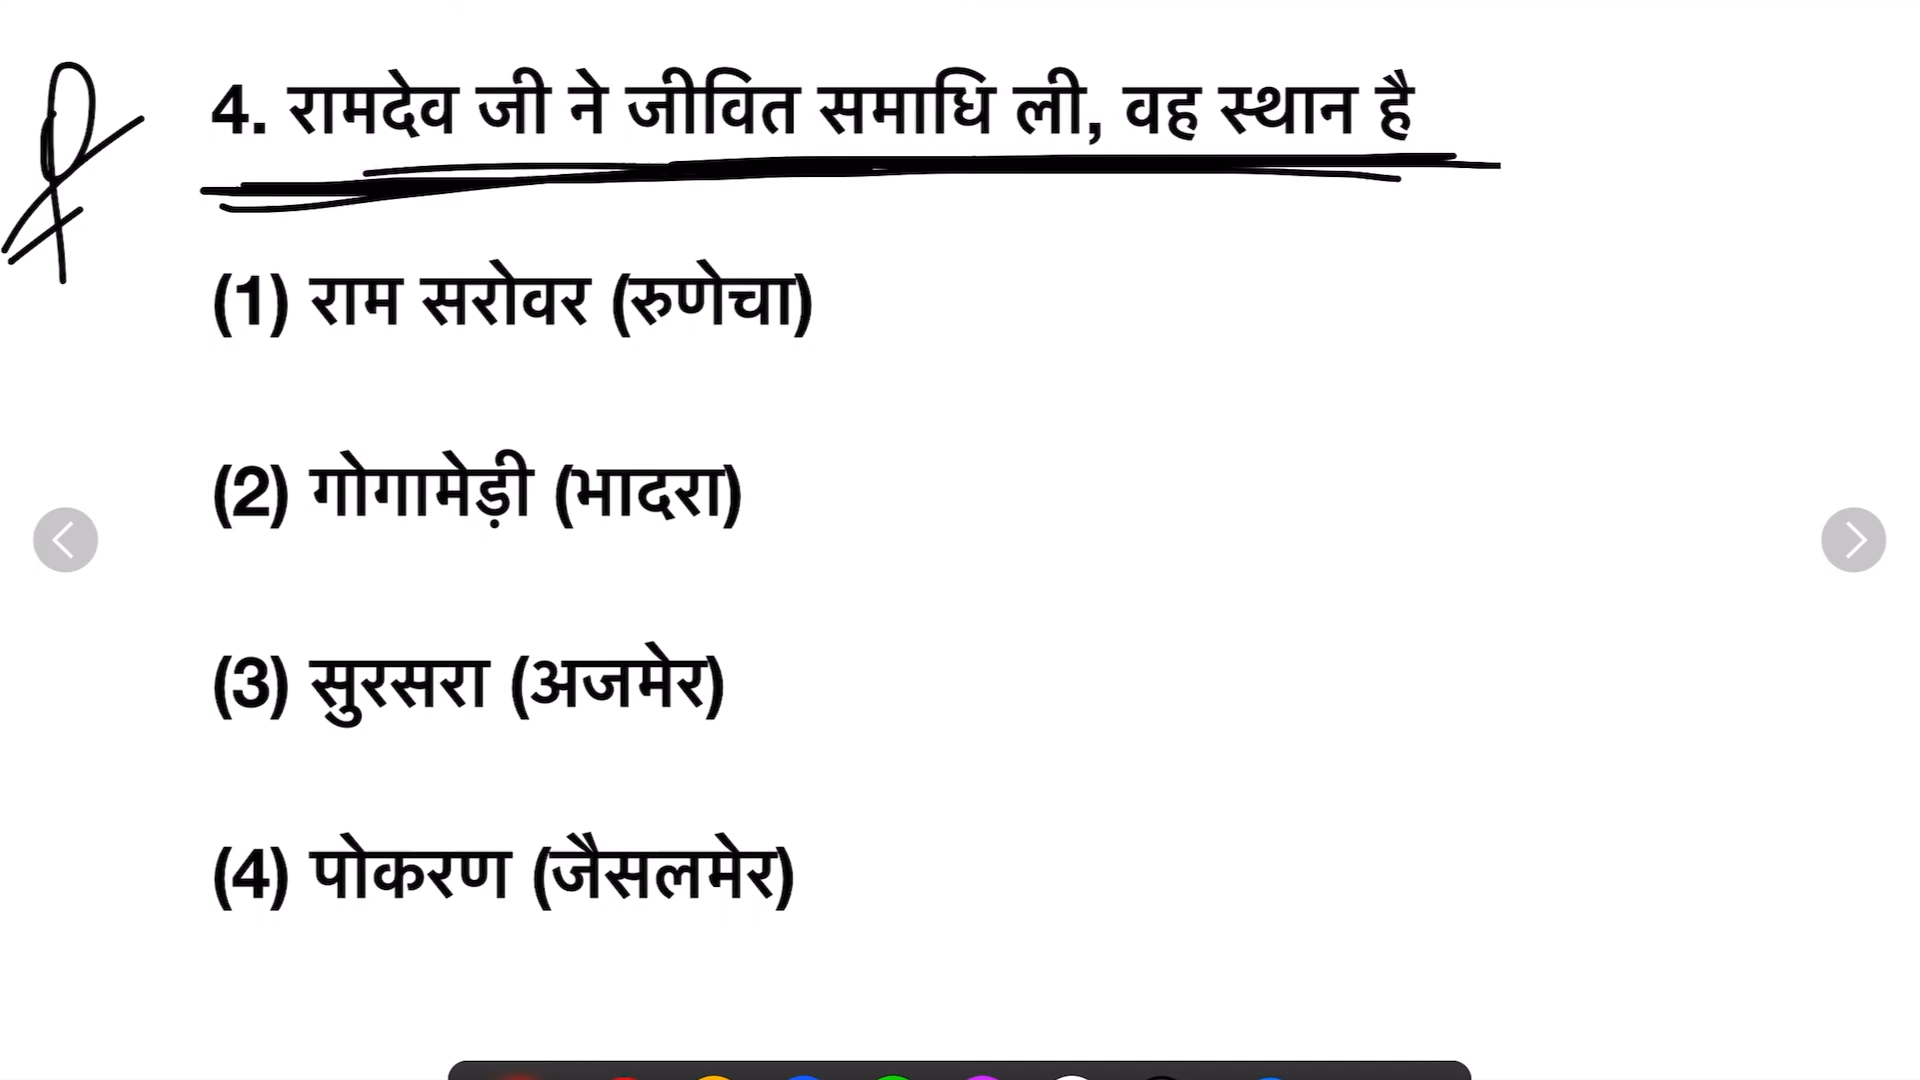 4. रामदेव जी ने जीवित समाधि ली, वह स्थान है
(1) राम सरोवर (रुणेचा)
(2) गोगामेड़ी (भादरा)
(3) सुरसरा (अजमेर)
(4) पोकरण (जैसलमेर)